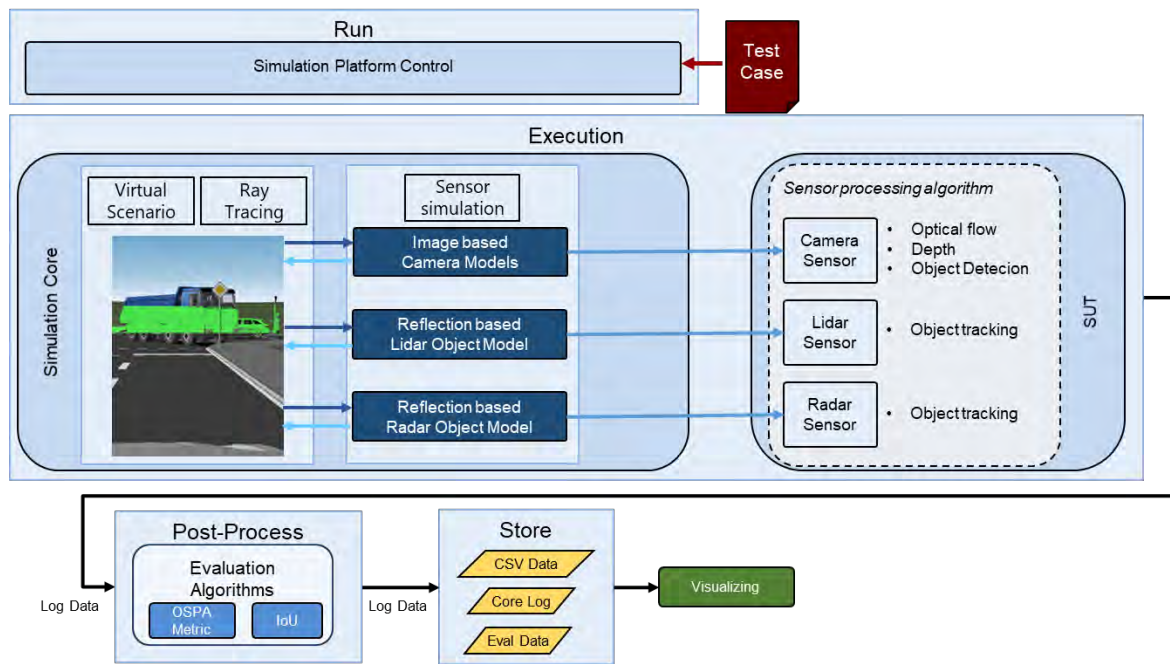 Run
Simulation Platform Control
Test
Case
Execution
Simulation Core
Virtual
Scenario
Ray
Tracing
Sensor
simulation
Image based
Camera Models
Reflection based
Lidar Object Model
Reflection based
Radar Object Model
Sensor processing algorithm
Camera
Sensor
• Optical flow
• Depth
• Object Detecion
Lidar
Sensor
• Object tracking
Radar
Sensor
• Object tracking
SUT
Log Data
Post-Process
Evaluation
Algorithms
OSPA
Metric
IoU
Log Data
Store
CSV Data
Core Log
Eval Data
Visualizing